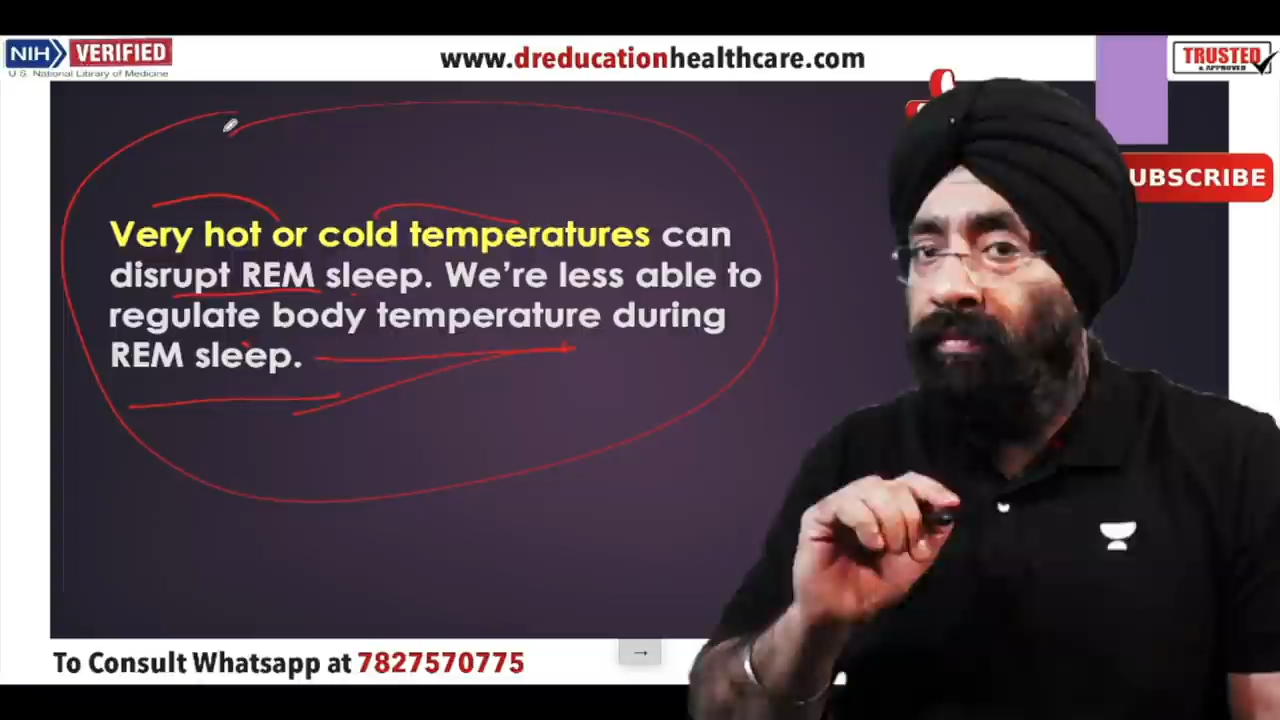 NIH VERIFIED
U.S. National Library of Medicine
www.dreducationhealthcare.com
TRUSTED
& APPROVED
UBSCRIBE
Very hot or cold temperatures can
disrupt REM sleep. We’re less able to
regulate body temperature during
REM sleep.
To Consult Whatsapp at 7827570775